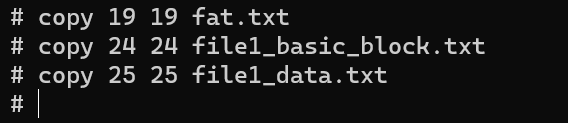 # copy 19 19 fat.txt
# copy 24 24 file1_basic_block.txt
# copy 25 25 file1_data.txt
#